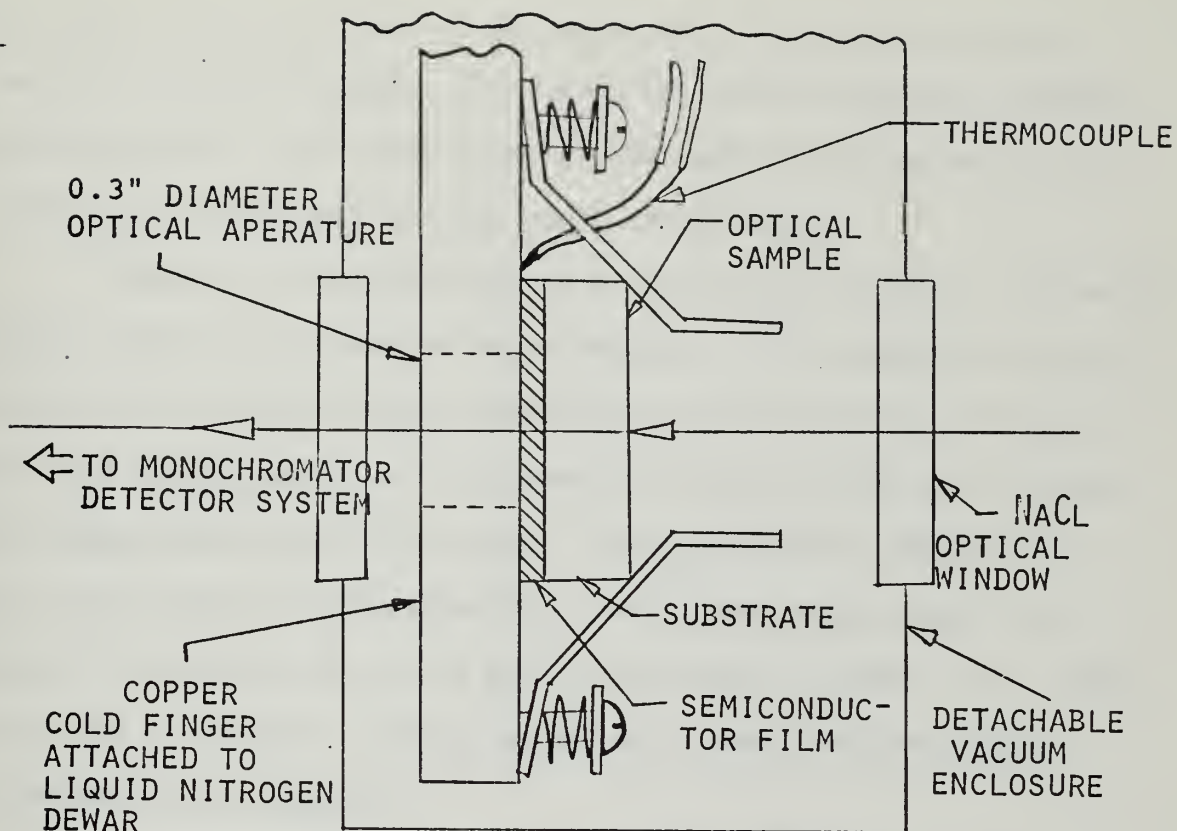 THERMOCOUPLE
0.3" DIAMETER
OPTICAL APERATURE
OPTICAL
SAMPLE
TO MONOCHROMATOR
DETECTOR SYSTEM
NaCL
OPTICAL
WINDOW
SUBSTRATE
COPPER
COLD FINGER
ATTACHED TO
LIQUID NITROGEN
DEWAR
SEMICONDUC-
TOR FILM
DETACHABLE
VACUUM
ENCLOSURE